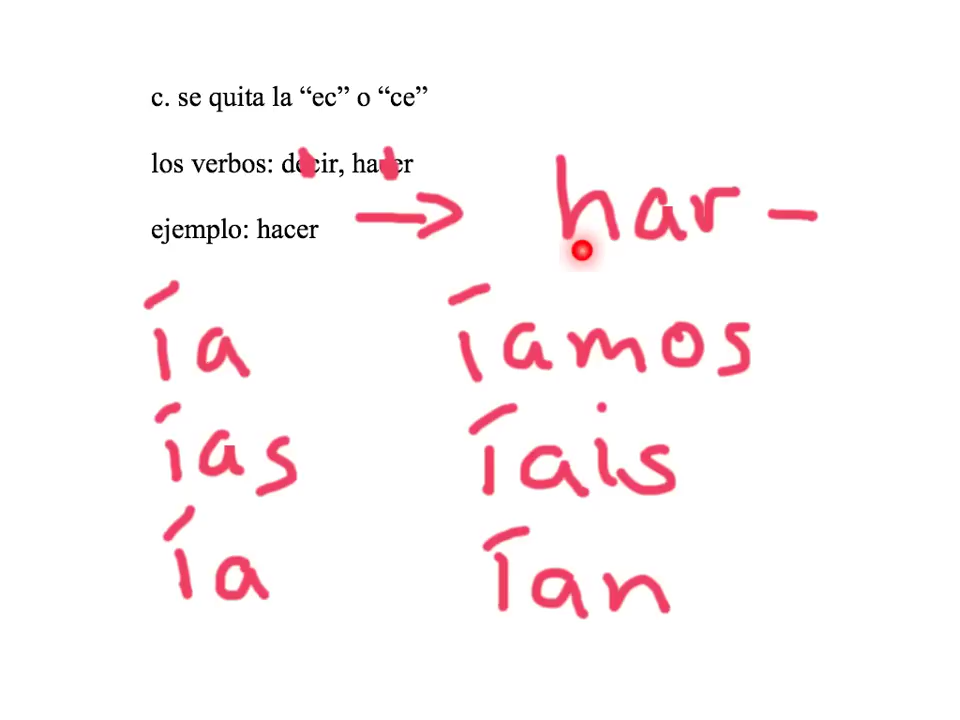 c. se quita la “ec” o “ce”
los verbos: decir, hacer
ejemplo: hacer → har –
ía íamos
ías íais
ía ían